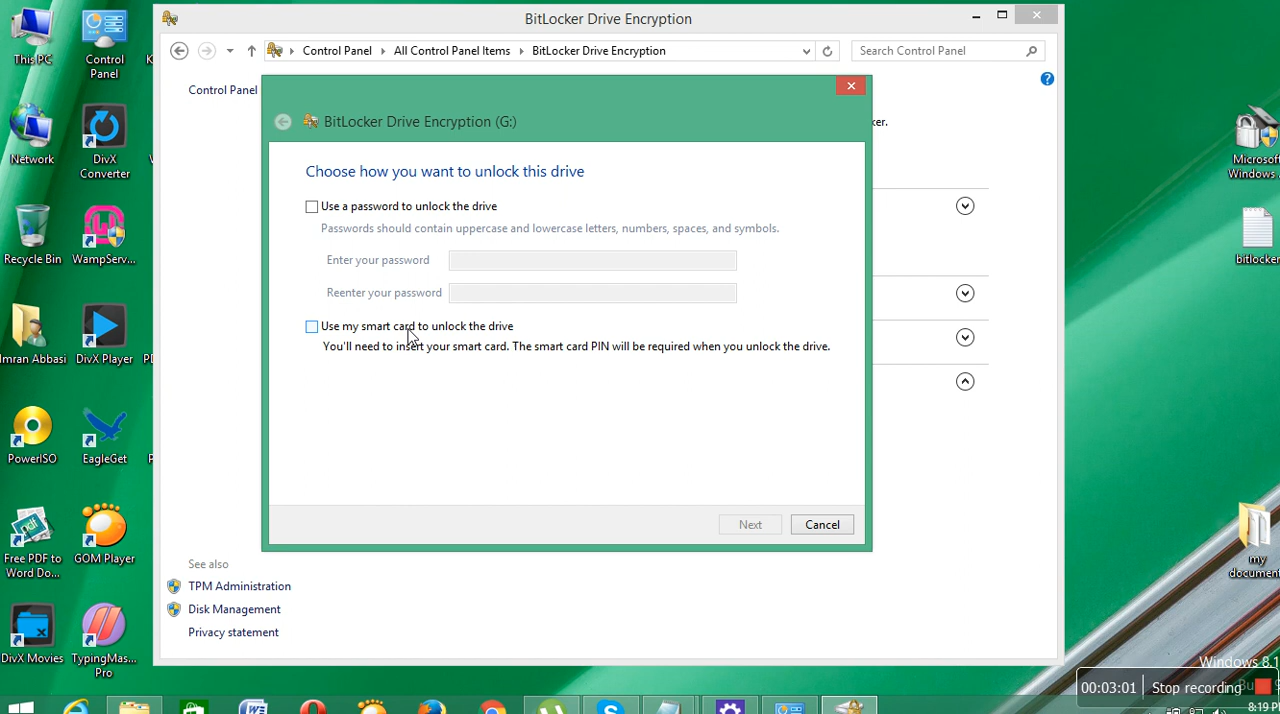 BitLocker Drive Encryption
Control Panel
All Control Panel Items
BitLocker Drive Encryption
Search Control Panel
Control Panel
BitLocker Drive Encryption (G:)
Choose how you want to unlock this drive
Use a password to unlock the drive
Passwords should contain uppercase and lowercase letters, numbers, spaces, and symbols.
Enter your password
Reenter your password
Use my smart card to unlock the drive
You'll need to insert your smart card. The smart card PIN will be required when you unlock the drive.
Next
Cancel
See also
TPM Administration
Disk Management
Privacy statement
This PC
Control
Panel
Network
DivX
Converter
Recycle Bin
WampServ...
Imran Abbasi
DivX Player
PowerISO
EagleGet
Free PDF to
Word Do...
GOM Player
DivX Movies
TypingMas...
Pro
Microsoft
Windows
bitlocker
my
document
Windows 8.1
00:03:01
Stop recording
8:19 P